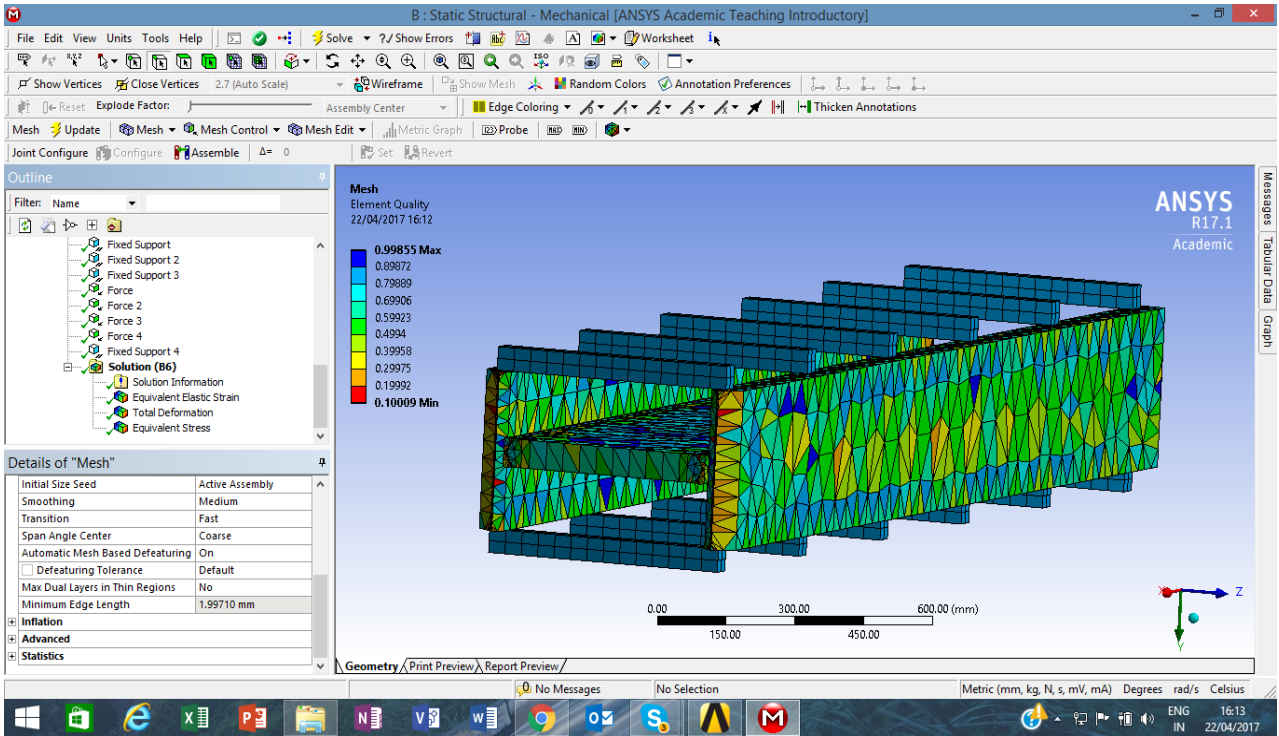 B : Static Structural - Mechanical [ANSYS Academic Teaching Introductory]
File Edit View Units Tools Help Solve ?/ Show Errors Worksheet
Show Vertices Close Vertices 2.7 (Auto Scale) Wireframe Show Mesh Random Colors Annotation Preferences
Reset Explode Factor: Assembly Center Edge Coloring Thicken Annotations
Mesh Update Mesh Mesh Control Mesh Edit Metric Graph Probe
Joint Configure Configure Assemble Δ= 0 Set Revert
Outline
Filter: Name
Fixed Support
Fixed Support 2
Fixed Support 3
Force
Force 2
Force 3
Force 4
Fixed Support 4
Solution (B6)
Solution Information
Equivalent Elastic Strain
Total Deformation
Equivalent Stress
Details of "Mesh"
Initial Size Seed Active Assembly
Smoothing Medium
Transition Fast
Span Angle Center Coarse
Automatic Mesh Based Defeaturing On
Defeaturing Tolerance Default
Max Dual Layers in Thin Regions No
Minimum Edge Length 1.99710 mm
Inflation
Advanced
Statistics
Mesh
Element Quality
22/04/2017 16:12
0.99855 Max
0.89872
0.79889
0.69906
0.59923
0.4994
0.39958
0.29975
0.19992
0.10009 Min
ANSYS
R17.1
Academic
0.00 300.00 600.00 (mm)
150.00 450.00
X Z
Y
Geometry Print Preview Report Preview
Messages
Tabular Data
Graph
0 No Messages No Selection Metric (mm, kg, N, s, mV, mA) Degrees rad/s Celsius
ENG 16:13
IN 22/04/2017